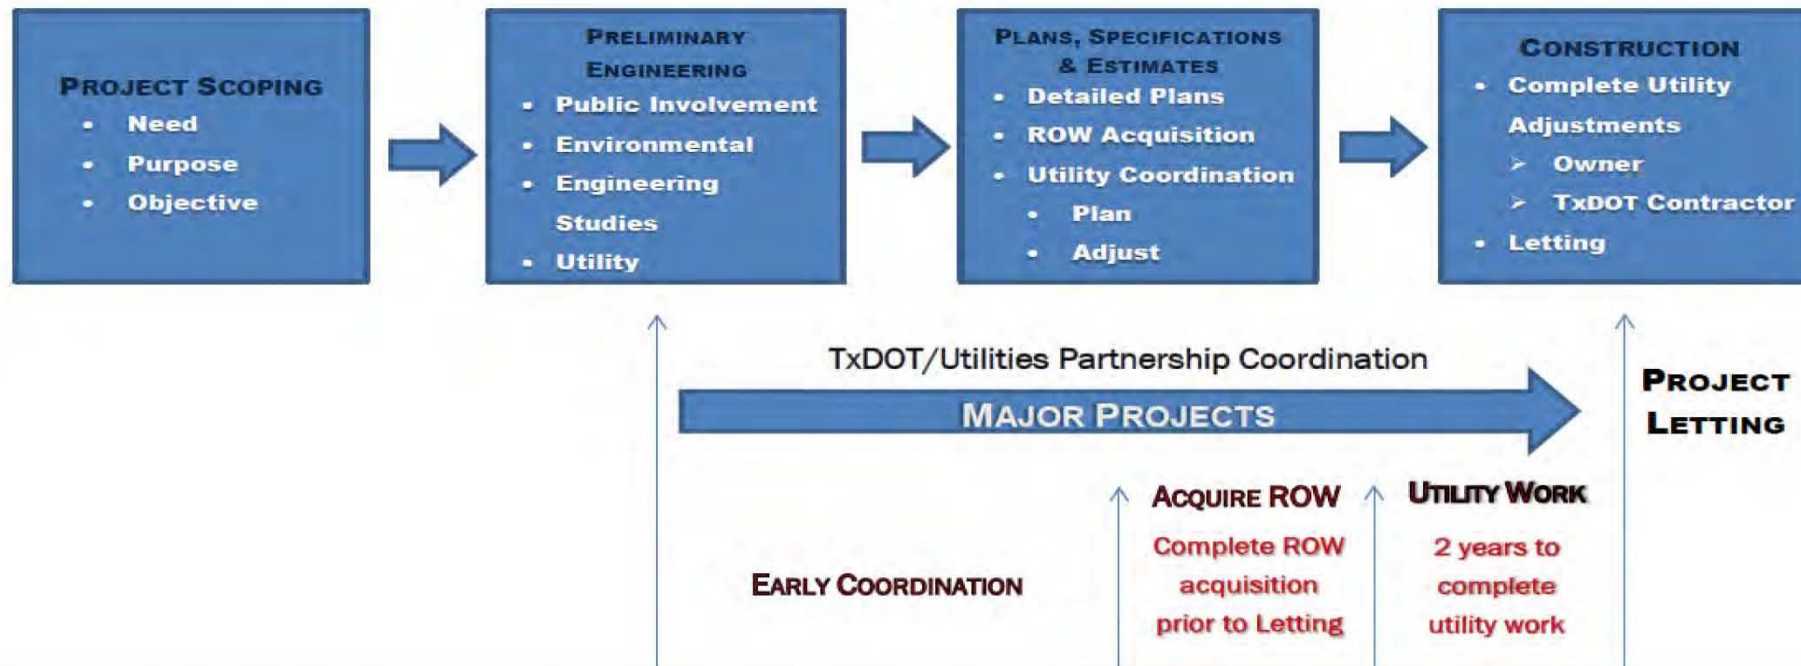 PROJECT SCOPING
• Need
• Purpose
• Objective
PRELIMINARY
ENGINEERING
• Public Involvement
• Environmental
• Engineering
Studies
• Utility
PLANS, SPECIFICATIONS
& ESTIMATES
• Detailed Plans
• ROW Acquisition
• Utility Coordination
• Plan
• Adjust
CONSTRUCTION
• Complete Utility
Adjustments
➢ Owner
➢ TxDOT Contractor
• Letting
TxDOT/Utilities Partnership Coordination
MAJOR PROJECTS
PROJECT
LETTING
EARLY COORDINATION
ACQUIRE ROW
Complete ROW
acquisition
prior to Letting
UTILITY WORK
2 years to
complete
utility work